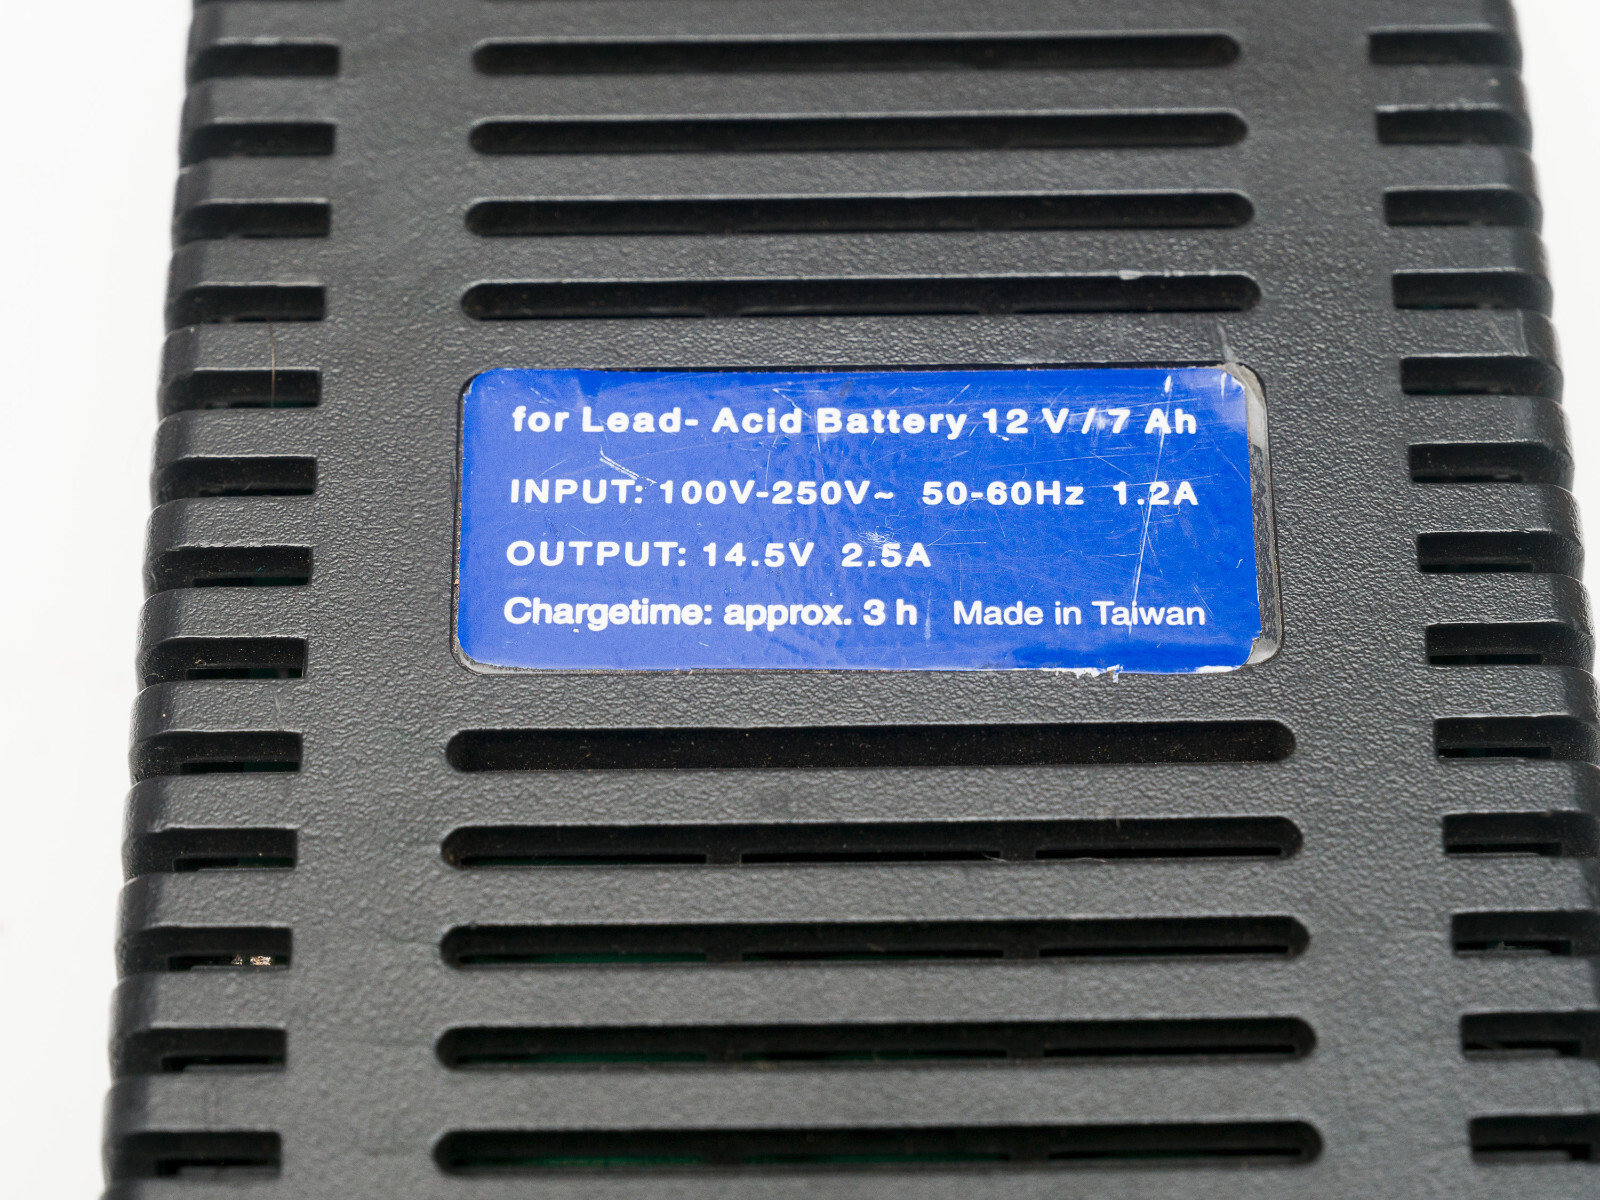 for Lead- Acid Battery 12 V / 7 Ah
INPUT: 100V-250V~ 50-60Hz 1.2A
OUTPUT: 14.5V 2.5A
Chargetime: approx. 3 h Made in Taiwan